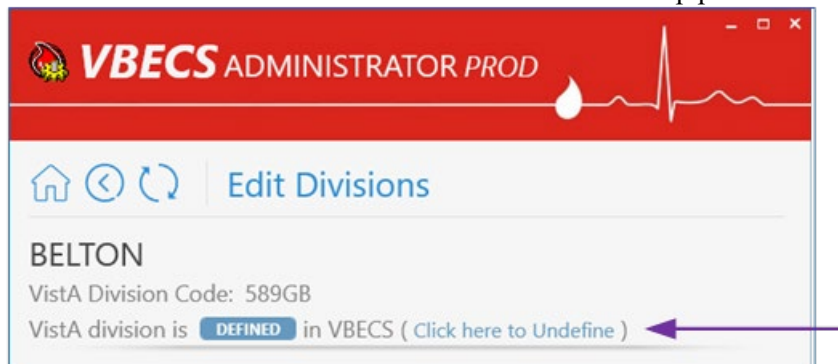 VBECS ADMINISTRATOR PROD
Edit Divisions
BELTON
VistA Division Code: 589GB
VistA division is DEFINED in VBECS ( Click here to Undefine )